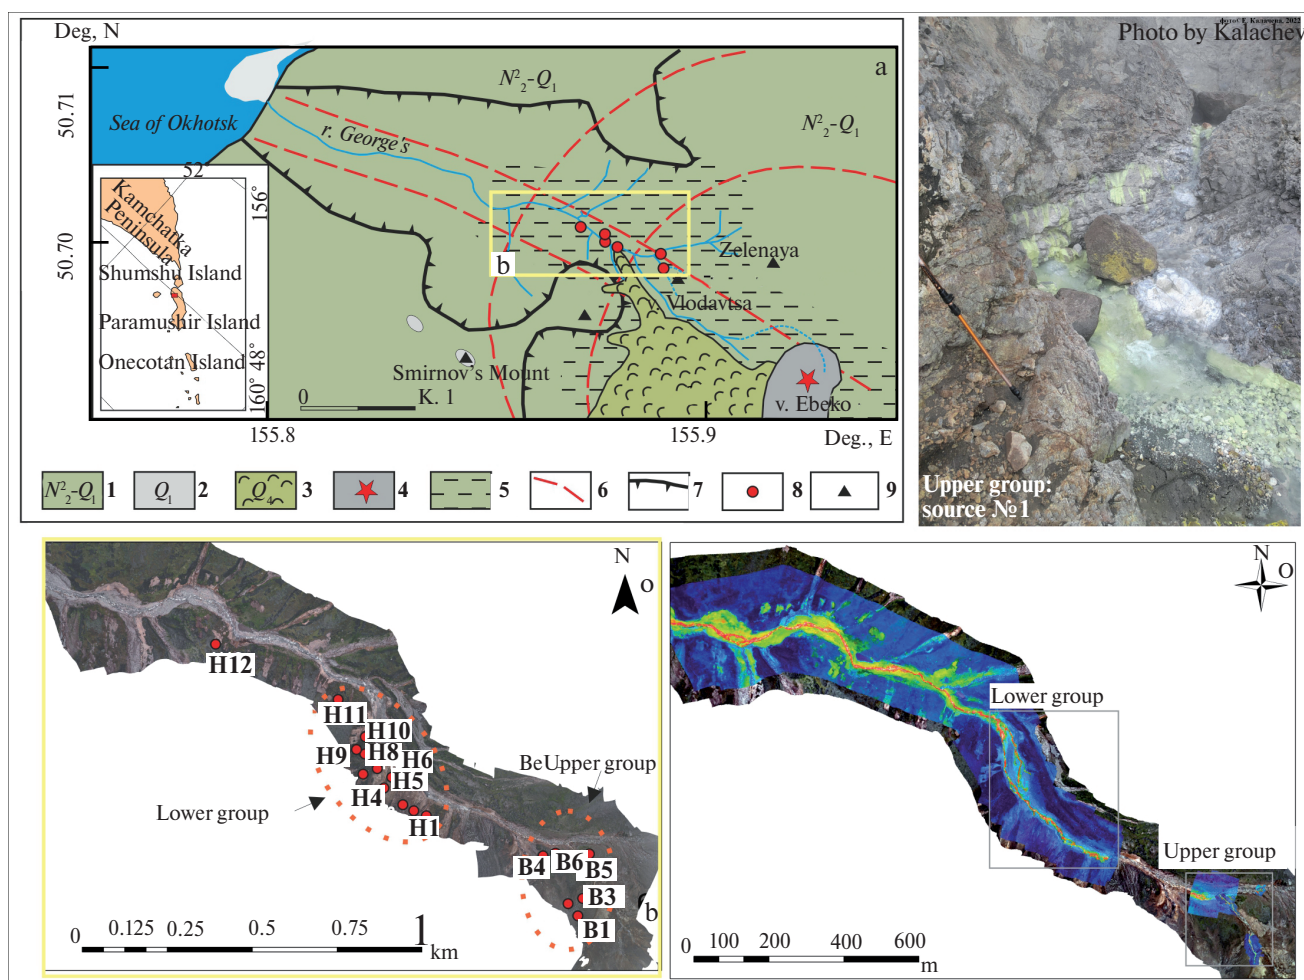 Deg, N
a
N²₂-Q₁
N²₂-Q₁
50.71
50.70
Sea of Okhotsk
r. George's
52°
156°
Kamchatka
Peninsula
Shumshu Island
Paramushir Island
Onecotan Island
48°
160°
b
Zelenaya
v. Vlodavtsa
Smirnov's Mount
0
K. 1
v. Ebeko
155.8
155.9
Deg., E
N²₂-Q₁ 1
Q₁ 2
Q₄ 3
4
5
6
7
8
9
Photo by Kalachev
Upper group:
source №1
N
o
H12
H11
H10
H9
H8
H6
H5
H4
H1
Lower group
BeUpper group
B6
B4
B5
B3
B1
b
0 0.125 0.25 0.5 0.75 1
km
N
O
Lower group
Upper group
0 100 200 400 600
m